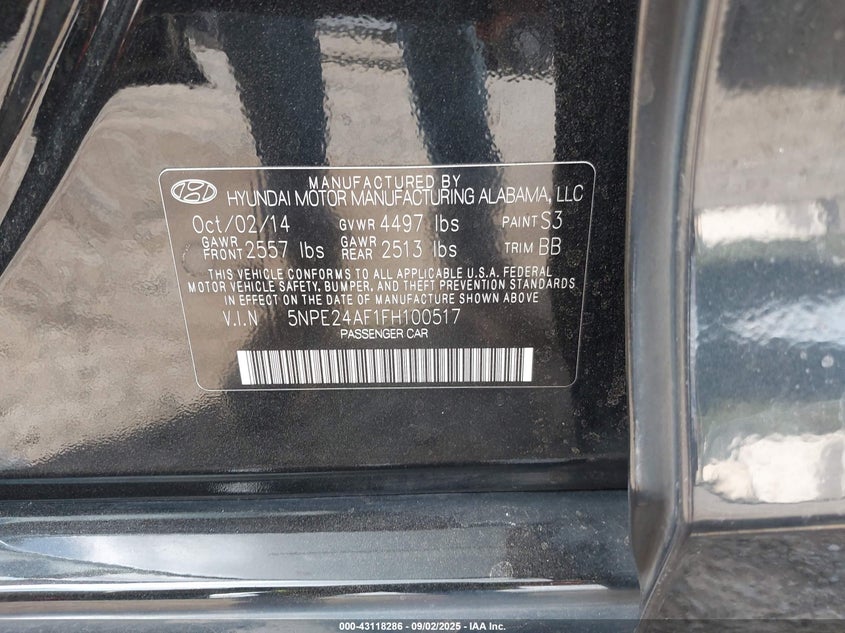 MANUFACTURED BY
HYUNDAI MOTOR MANUFACTURING ALABAMA, LLC
Oct/02/14 GVWR 4497 lbs PAINT S3
GAWR FRONT 2557 lbs GAWR REAR 2513 lbs TRIM BB
THIS VEHICLE CONFORMS TO ALL APPLICABLE U.S.A. FEDERAL
MOTOR VEHICLE SAFETY, BUMPER, AND THEFT PREVENTION STANDARDS
IN EFFECT ON THE DATE OF MANUFACTURE SHOWN ABOVE
V.I.N 5NPE24AF1FH100517
PASSENGER CAR
000-43118286 - 09/02/2025 - IAA Inc.